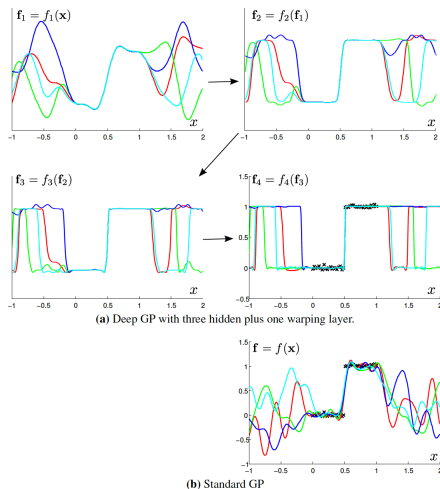 f₁ = f₁(x)
f₂ = f₂(f₁)
x
−1 −0.5 0 0.5 1 1.5 2
x
−1 −0.5 0 0.5 1 1.5 2
f₃ = f₃(f₂)
f₄ = f₄(f₃)
1.5
1
0.5
0
−0.5
x
−1 −0.5 0 0.5 1 1.5 2
x
−1 −0.5 0 0.5 1 1.5 2
(a) Deep GP with three hidden plus one warping layer.
f = f(x)
1.5
1
0.5
0
−0.5
−1
x
−1 −0.5 0 0.5 1 1.5 2
(b) Standard GP